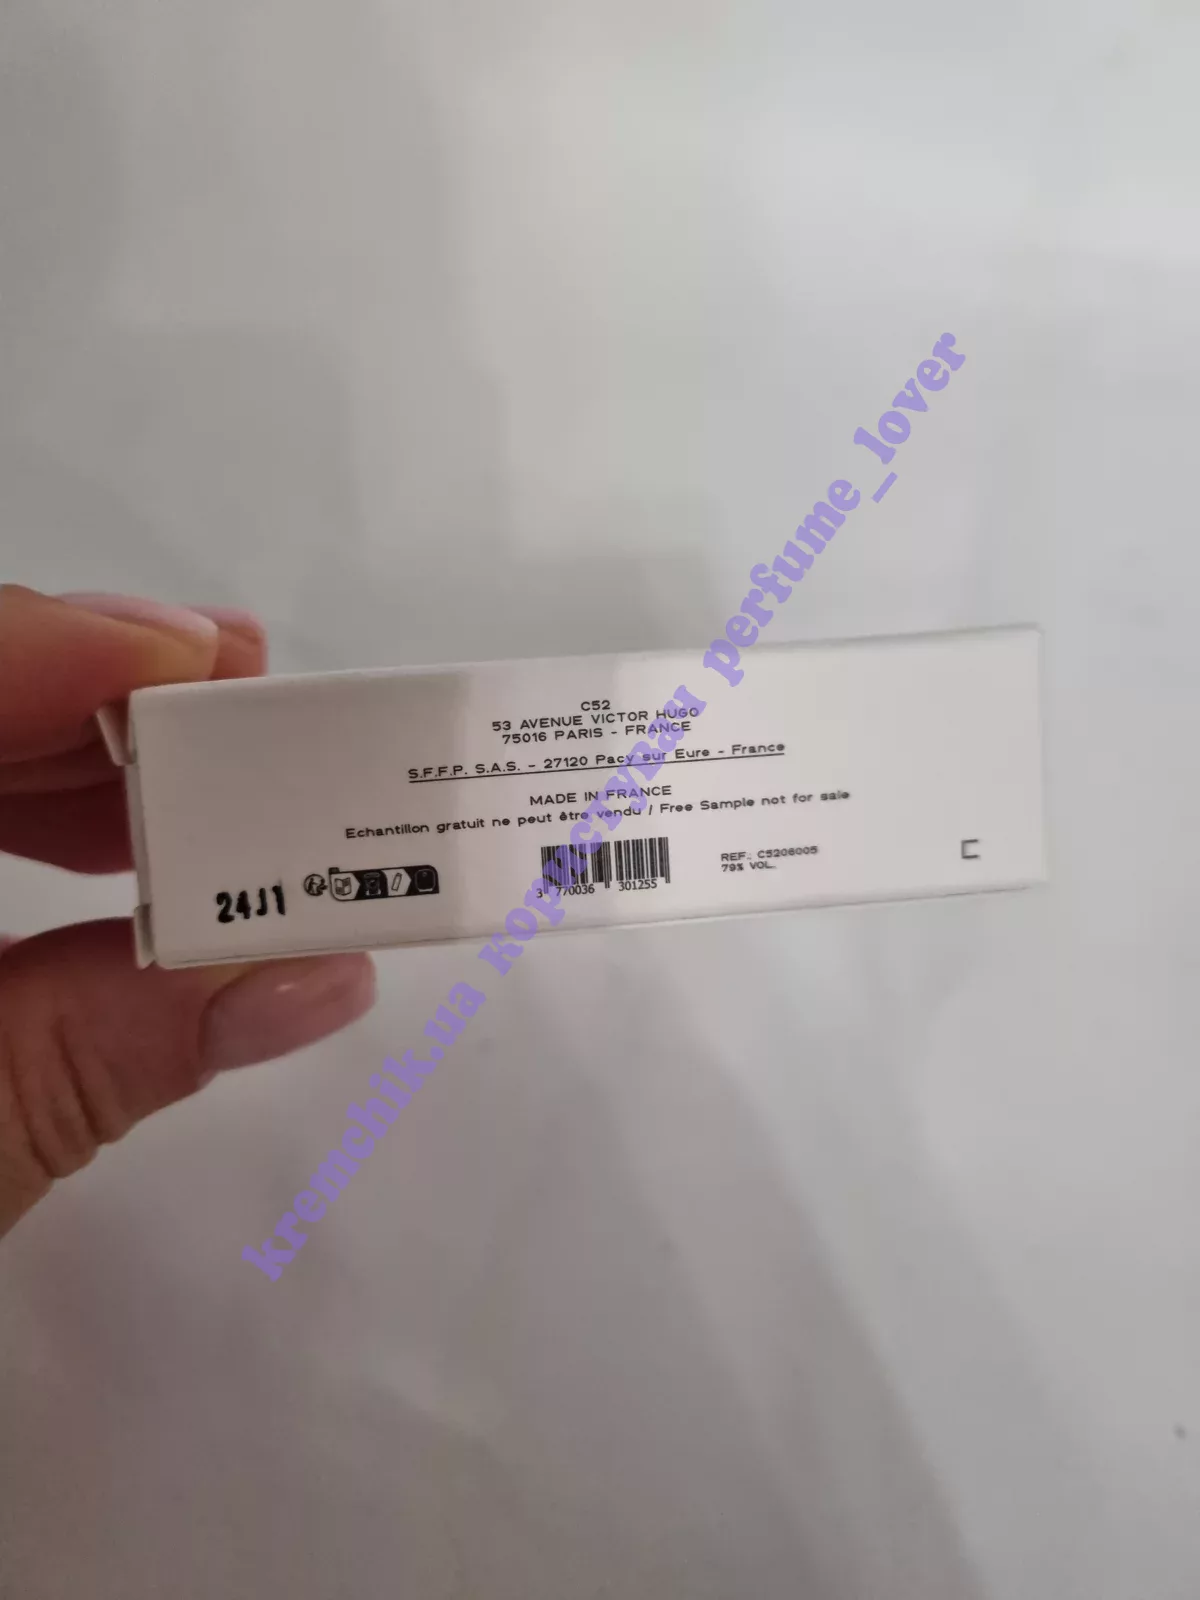 C52
53 AVENUE VICTOR HUGO
75016 PARIS - FRANCE
S.F.F.P. S.A.S. - 27120 Pacy sur Eure - France
MADE IN FRANCE
Echantillon gratuit ne peut être vendu / Free Sample not for sale
24J1
3 770036 301255
REF.: C5206005
79% VOL.
kremchik.ua користувач perfume_lover